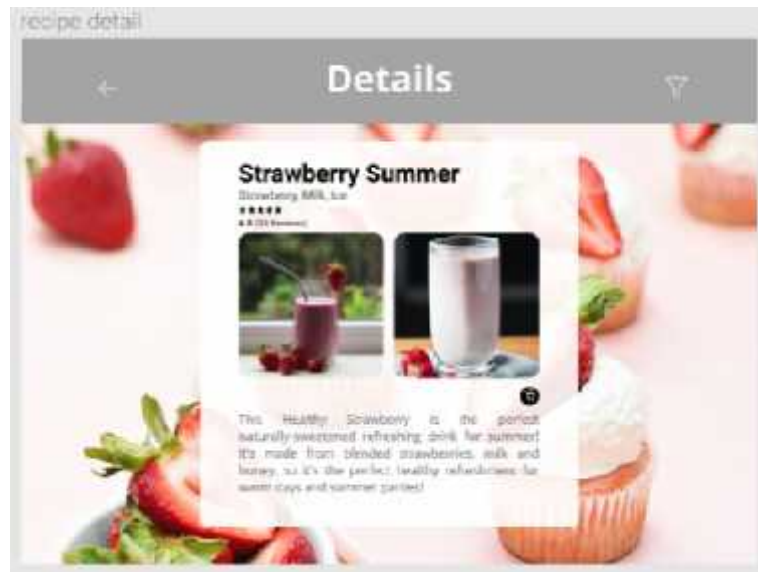 recipe detail
Details
Strawberry Summer
Strawberry, Milk, Ice
(23 Reviews)
This Healthy Strawberry is the perfect
naturally-sweetened refreshing drink for summer!
It's made from blended strawberries, milk and
honey, so it's the perfect healthy refreshment for
warm days and summer parties!